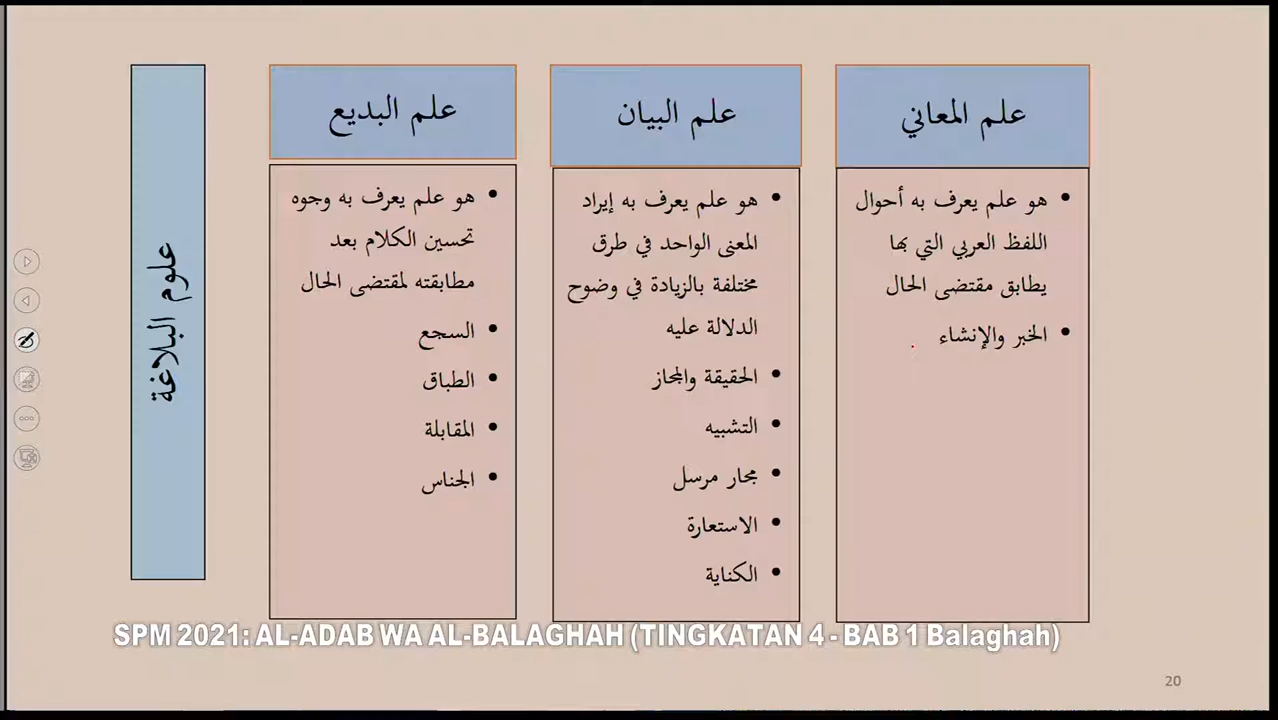 علم المعاني
هو علم يعرف به أحوال
اللفظ العربي التي بها
يطابق مقتضى الحال
الخبر والإنشاء
علم البيان
هو علم يعرف به إيراد
المعنى الواحد في طرق
مختلفة بالزيادة في وضوح
الدلالة عليه
الحقيقة والمجاز
التشبيه
مجار مرسل
الاستعارة
الكناية
علم البديع
هو علم يعرف به وجوه
تحسين الكلام بعد
مطابقته لمقتضى الحال
السجع
الطباق
المقابلة
الجناس
علوم البلاغة
SPM 2021: AL-ADAB WA AL-BALAGHAH (TINGKATAN 4 - BAB 1 Balaghah)
20